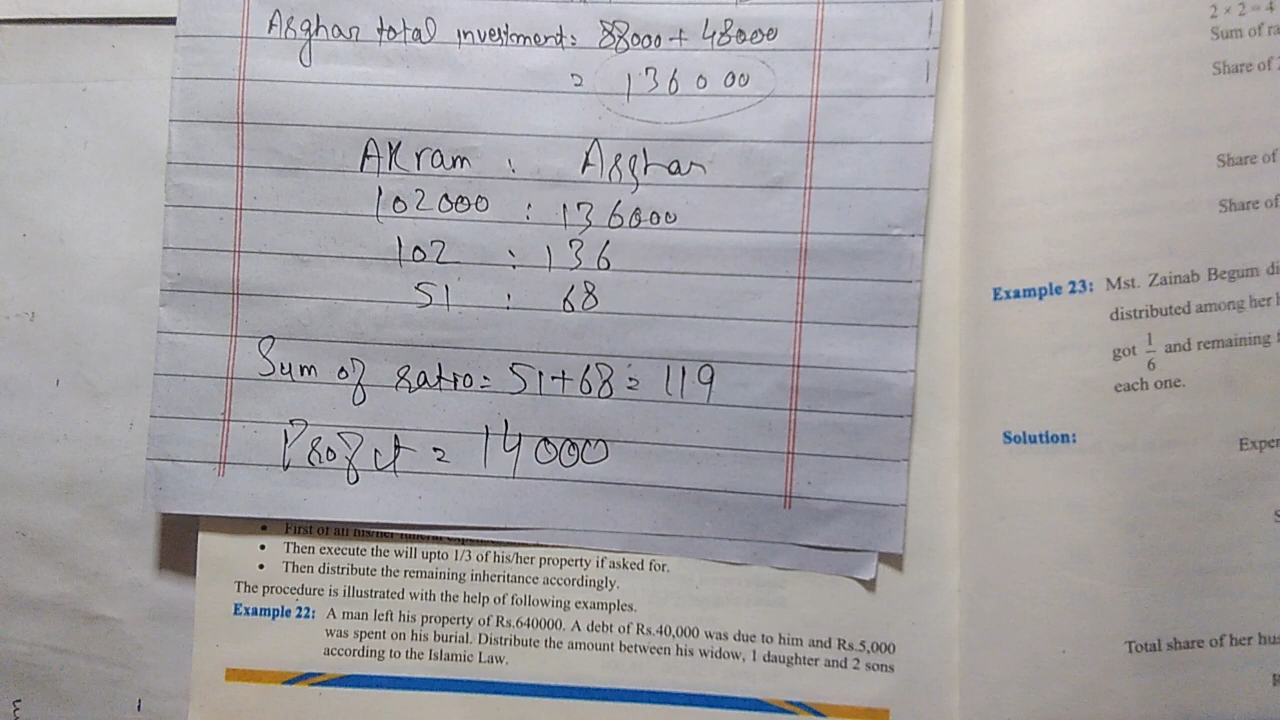 Asghar total investment: 88000 + 48000
= 136000
AKram : Asghar
102000 : 136000
102 : 136
51 : 68
Sum of ratio = 51+68 = 119
Profit = 14000
• First of all his/her funeral
• Then execute the will upto 1/3 of his/her property if asked for.
• Then distribute the remaining inheritance accordingly.
The procedure is illustrated with the help of following examples.
Example 22: A man left his property of Rs.640000. A debt of Rs.40,000 was due to him and Rs.5,000
was spent on his burial. Distribute the amount between his widow, 1 daughter and 2 sons
according to the Islamic Law.
2 × 2 = 4
Sum of ra
Share of
Share of
Share of
Example 23: Mst. Zainab Begum di
distributed among her h
got 1/6 and remaining
each one.
Solution:
Exper
Total share of her hus